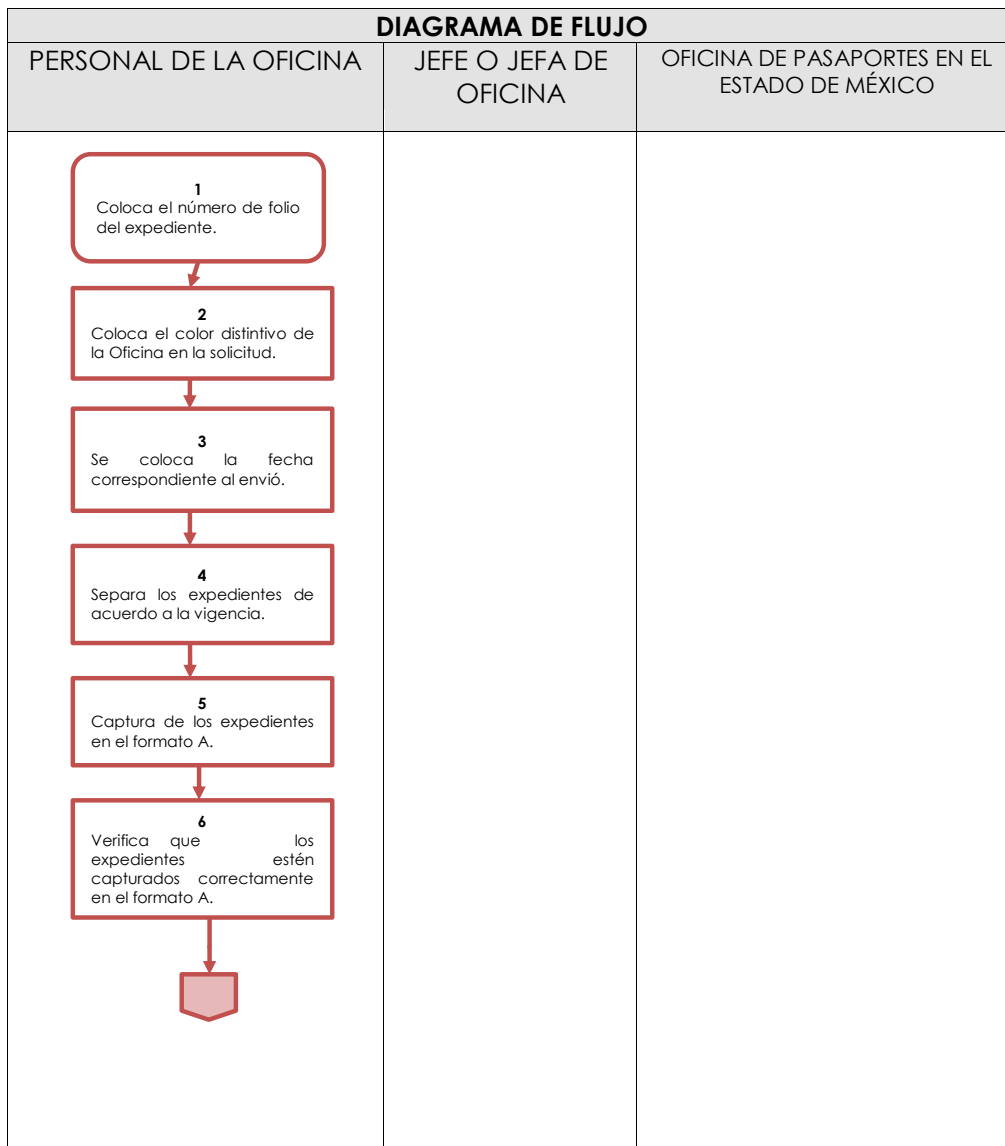 DIAGRAMA DE FLUJO
PERSONAL DE LA OFICINA
JEFE O JEFA DE
OFICINA
OFICINA DE PASAPORTES EN EL
ESTADO DE MÉXICO
1
Coloca el número de folio
del expediente.
2
Coloca el color distintivo de
la Oficina en la solicitud.
3
Se coloca la fecha
correspondiente al envió.
4
Separa los expedientes de
acuerdo a la vigencia.
5
Captura de los expedientes
en el formato A.
6
Verifica que los
expedientes estén
capturados correctamente
en el formato A.